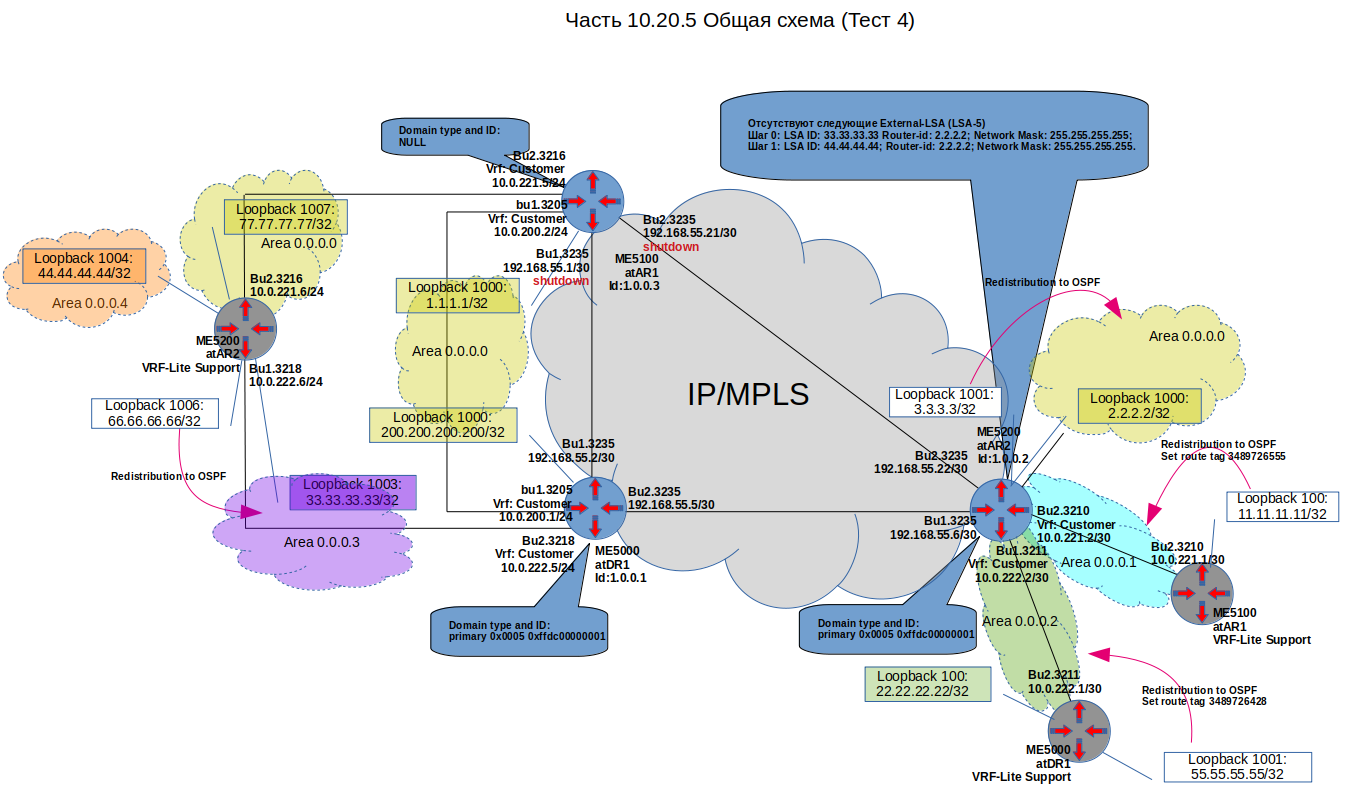 Часть 10.20.5 Общая схема (Тест 4)
Domain type and ID:
NULL
Отсутствуют следующие External-LSA (LSA-5)
Шаг 0: LSA ID: 33.33.33.33 Router-id: 2.2.2.2; Network Mask: 255.255.255.255;
Шаг 1: LSA ID: 44.44.44.44; Router-id: 2.2.2.2; Network Mask: 255.255.255.255.
Bu2.3216
Vrf: Customer
10.0.221.5/24
bu1.3205
Vrf: Customer
10.0.200.2/24
Bu1.3235
192.168.55.1/30
shutdown
Bu2.3235
192.168.55.21/30
shutdown
ME5100
atAR1
Id:1.0.0.3
Loopback 1007:
77.77.77.77/32
Area 0.0.0.0
Loopback 1004:
44.44.44.44/32
Area 0.0.0.4
Bu2.3216
10.0.221.6/24
ME5200
atAR2
VRF-Lite Support
Bu1.3218
10.0.222.6/24
Loopback 1000:
1.1.1.1/32
Area 0.0.0.0
Loopback 1000:
200.200.200.200/32
IP/MPLS
Redistribution to OSPF
Area 0.0.0.0
Loopback 1001:
3.3.3.3/32
Loopback 1000:
2.2.2.2/32
Loopback 1006:
66.66.66.66/32
Redistribution to OSPF
Loopback 1003:
33.33.33.33/32
Area 0.0.0.3
Bu1.3235
192.168.55.2/30
bu1.3205
Vrf: Customer
10.0.200.1/24
Bu2.3218
Vrf: Customer
10.0.222.5/24
Bu2.3235
192.168.55.5/30
ME5000
atDR1
Id:1.0.0.1
ME5200
atAR2
Id:1.0.0.2
Bu2.3235
192.168.55.22/30
Bu1.3235
192.168.55.6/30
Redistribution to OSPF
Set route tag 3489726555
Loopback 100:
11.11.11.11/32
Bu2.3210
Vrf: Customer
10.0.221.2/30
Bu1.3211
Vrf: Customer
10.0.222.2/30
Area 0.0.0.1
Bu2.3210
10.0.221.1/30
ME5100
atAR1
VRF-Lite Support
Domain type and ID:
primary 0x0005 0xffdc00000001
Domain type and ID:
primary 0x0005 0xffdc00000001
Area 0.0.0.2
Loopback 100:
22.22.22.22/32
Bu2.3211
10.0.222.1/30
Redistribution to OSPF
Set route tag 3489726428
ME5000
atDR1
VRF-Lite Support
Loopback 1001:
55.55.55.55/32